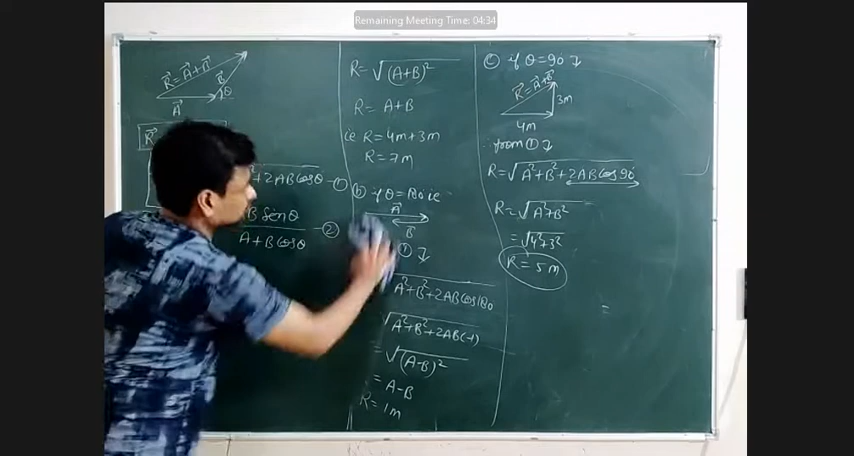 Remaining Meeting Time: 04:34
R⃗ = A⃗+B⃗
B⃗
θ
A⃗
R⃗
²+2ABCosθ —①
B Sinθ
A+BCosθ —②
R = √(A+B)²
R = A+B
ie R = 4m+3m
R = 7m
ⓑ if θ=180 ie
A⃗
B
① ↴
A²+B²+2ABCos180
√A²+B²+2AB(-1)
= √(A-B)²
= A-B
R = 1m
ⓒ if θ=90 ↴
R⃗=A⃗+B⃗
3m
4m
∴ from ① ↴
R = √A²+B²+2ABCos90
R = √A²+B²
= √4²+3²
R = 5m
=